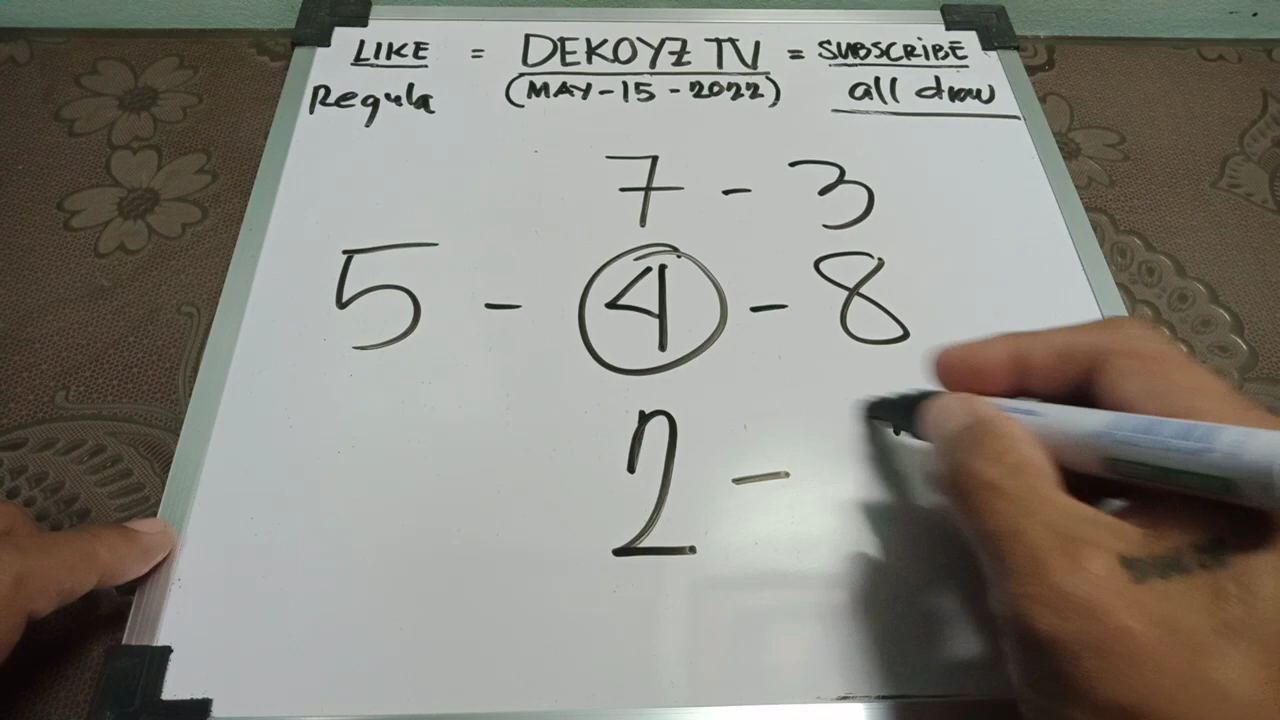 LIKE = DEKOYZ TV = SUBSCRIBE
Regula (MAY-15-2022) all draw
7 - 3
5 - 4 - 8
2 -